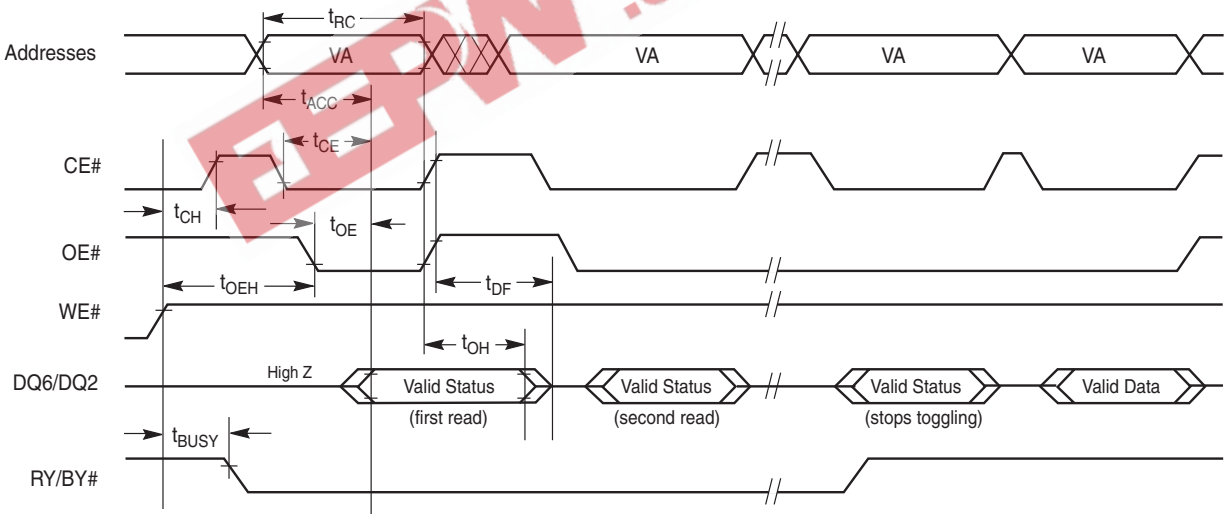 tRC
Addresses VA VA VA VA
tACC
tCE
CE#
tCH tOE
OE#
tOEH tDF
WE#
tOH
DQ6/DQ2 High Z Valid Status Valid Status Valid Status Valid Data
(first read) (second read) (stops toggling)
tBUSY
RY/BY#